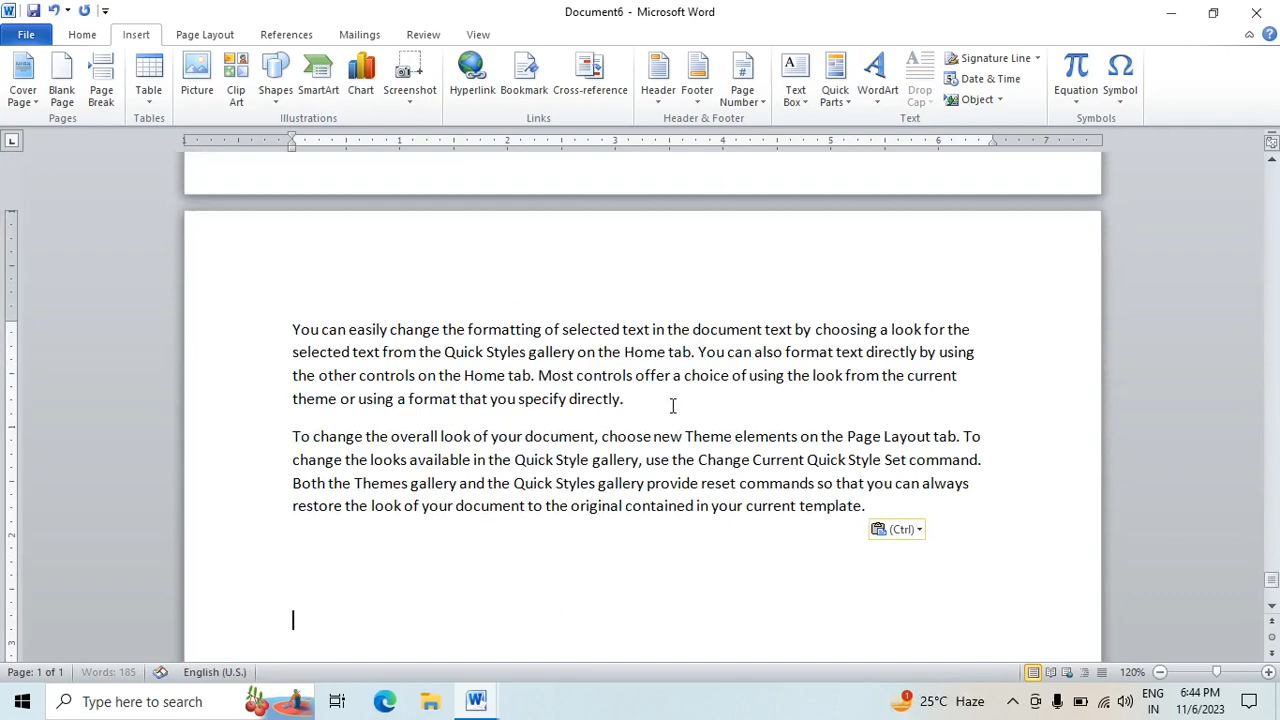 Document6 - Microsoft Word
File Home Insert Page Layout References Mailings Review View
Cover Page Blank Page Page Break Table Picture Clip Art Shapes SmartArt Chart Screenshot Hyperlink Bookmark Cross-reference Header Footer Page Number Text Box Quick Parts WordArt Drop Cap Signature Line Date & Time Object Equation Symbol
Pages Tables Illustrations Links Header & Footer Text Symbols
1 1 2 3 4 5 6 7
You can easily change the formatting of selected text in the document text by choosing a look for the
selected text from the Quick Styles gallery on the Home tab. You can also format text directly by using
the other controls on the Home tab. Most controls offer a choice of using the look from the current
theme or using a format that you specify directly.
To change the overall look of your document, choose new Theme elements on the Page Layout tab. To
change the looks available in the Quick Style gallery, use the Change Current Quick Style Set command.
Both the Themes gallery and the Quick Styles gallery provide reset commands so that you can always
restore the look of your document to the original contained in your current template.
(Ctrl)
Page: 1 of 1 Words: 185 English (U.S.) 120%
Type here to search 25°C Haze ENG IN 6:44 PM 11/6/2023